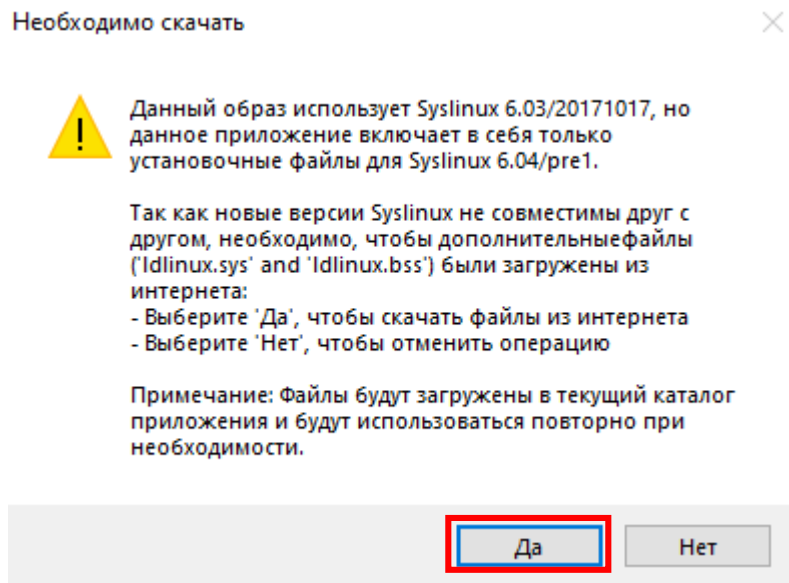 Необходимо скачать
Данный образ использует Syslinux 6.03/20171017, но
данное приложение включает в себя только
установочные файлы для Syslinux 6.04/pre1.
Так как новые версии Syslinux не совместимы друг с
другом, необходимо, чтобы дополнительныефайлы
('ldlinux.sys' and 'ldlinux.bss') были загружены из
интернета:
- Выберите 'Да', чтобы скачать файлы из интернета
- Выберите 'Нет', чтобы отменить операцию
Примечание: Файлы будут загружены в текущий каталог
приложения и будут использоваться повторно при
необходимости.
Да
Нет